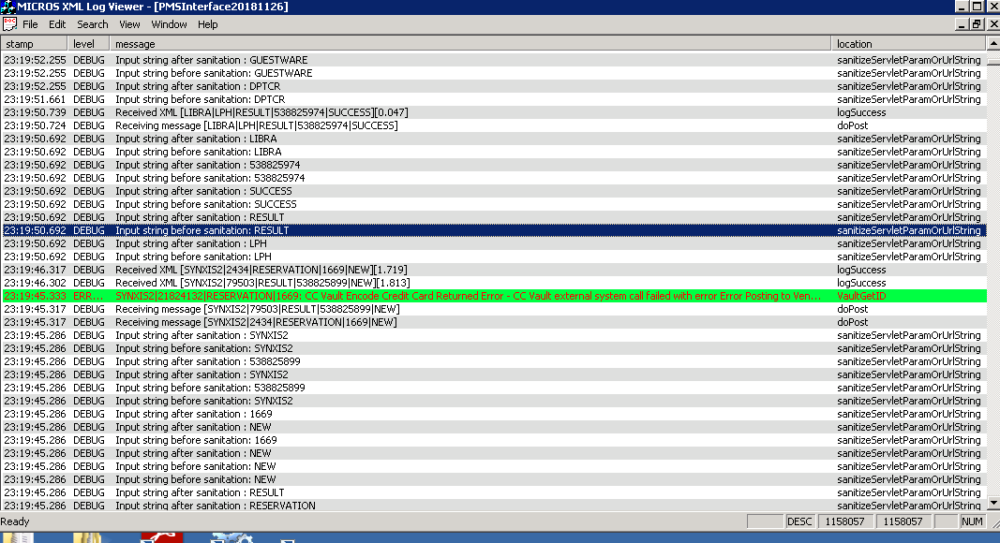 MICROS XML Log Viewer - [PMSInterface20181126]
File Edit Search View Window Help
stamp level message location
23:19:52.255 DEBUG Input string after sanitation : GUESTWARE sanitizeServletParamOrUrlString
23:19:52.255 DEBUG Input string before sanitation: GUESTWARE sanitizeServletParamOrUrlString
23:19:52.255 DEBUG Input string after sanitation : DPTCR sanitizeServletParamOrUrlString
23:19:51.661 DEBUG Input string before sanitation: DPTCR sanitizeServletParamOrUrlString
23:19:50.739 DEBUG Received XML [LIBRA|LPH|RESULT|538825974|SUCCESS][0.047] logSuccess
23:19:50.724 DEBUG Receiving message [LIBRA|LPH|RESULT|538825974|SUCCESS] doPost
23:19:50.692 DEBUG Input string after sanitation : LIBRA sanitizeServletParamOrUrlString
23:19:50.692 DEBUG Input string before sanitation: LIBRA sanitizeServletParamOrUrlString
23:19:50.692 DEBUG Input string after sanitation : 538825974 sanitizeServletParamOrUrlString
23:19:50.692 DEBUG Input string before sanitation: 538825974 sanitizeServletParamOrUrlString
23:19:50.692 DEBUG Input string after sanitation : SUCCESS sanitizeServletParamOrUrlString
23:19:50.692 DEBUG Input string before sanitation: SUCCESS sanitizeServletParamOrUrlString
23:19:50.692 DEBUG Input string after sanitation : RESULT sanitizeServletParamOrUrlString
23:19:50.692 DEBUG Input string before sanitation: RESULT sanitizeServletParamOrUrlString
23:19:50.692 DEBUG Input string after sanitation : LPH sanitizeServletParamOrUrlString
23:19:50.692 DEBUG Input string before sanitation: LPH sanitizeServletParamOrUrlString
23:19:46.317 DEBUG Received XML [SYNXIS2|2434|RESERVATION|1669|NEW][1.719] logSuccess
23:19:46.302 DEBUG Received XML [SYNXIS2|79503|RESULT|538825899|NEW][1.813] logSuccess
23:19:45.333 ERR... SYNXIS2|21824132|RESERVATION|1669: CC Vault Encode Credit Card Returned Error - CC Vault external system call failed with error Error Posting to Ven... VaultGetID
23:19:45.317 DEBUG Receiving message [SYNXIS2|79503|RESULT|538825899|NEW] doPost
23:19:45.317 DEBUG Receiving message [SYNXIS2|2434|RESERVATION|1669|NEW] doPost
23:19:45.286 DEBUG Input string after sanitation : SYNXIS2 sanitizeServletParamOrUrlString
23:19:45.286 DEBUG Input string before sanitation: SYNXIS2 sanitizeServletParamOrUrlString
23:19:45.286 DEBUG Input string after sanitation : 538825899 sanitizeServletParamOrUrlString
23:19:45.286 DEBUG Input string after sanitation : SYNXIS2 sanitizeServletParamOrUrlString
23:19:45.286 DEBUG Input string before sanitation: 538825899 sanitizeServletParamOrUrlString
23:19:45.286 DEBUG Input string before sanitation: SYNXIS2 sanitizeServletParamOrUrlString
23:19:45.286 DEBUG Input string after sanitation : 1669 sanitizeServletParamOrUrlString
23:19:45.286 DEBUG Input string after sanitation : NEW sanitizeServletParamOrUrlString
23:19:45.286 DEBUG Input string before sanitation: 1669 sanitizeServletParamOrUrlString
23:19:45.286 DEBUG Input string after sanitation : NEW sanitizeServletParamOrUrlString
23:19:45.286 DEBUG Input string before sanitation: NEW sanitizeServletParamOrUrlString
23:19:45.286 DEBUG Input string before sanitation: NEW sanitizeServletParamOrUrlString
23:19:45.286 DEBUG Input string after sanitation : RESULT sanitizeServletParamOrUrlString
23:19:45.286 DEBUG Input string after sanitation : RESERVATION sanitizeServletParamOrUrlString
Ready DESC 1158057 1158057 NUM